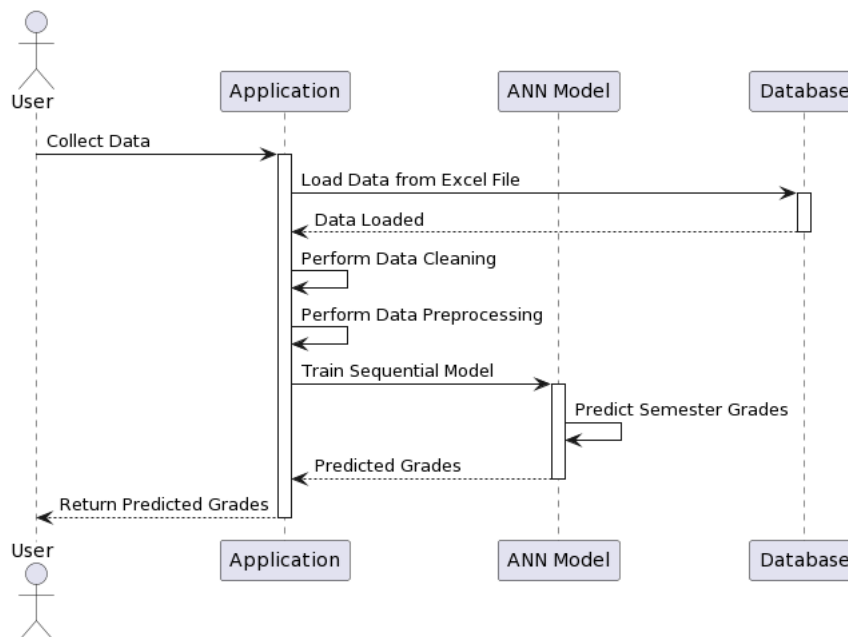 User
Application
ANN Model
Database
Collect Data
Load Data from Excel File
Data Loaded
Perform Data Cleaning
Perform Data Preprocessing
Train Sequential Model
Predict Semester Grades
Predicted Grades
Return Predicted Grades
User
Application
ANN Model
Database